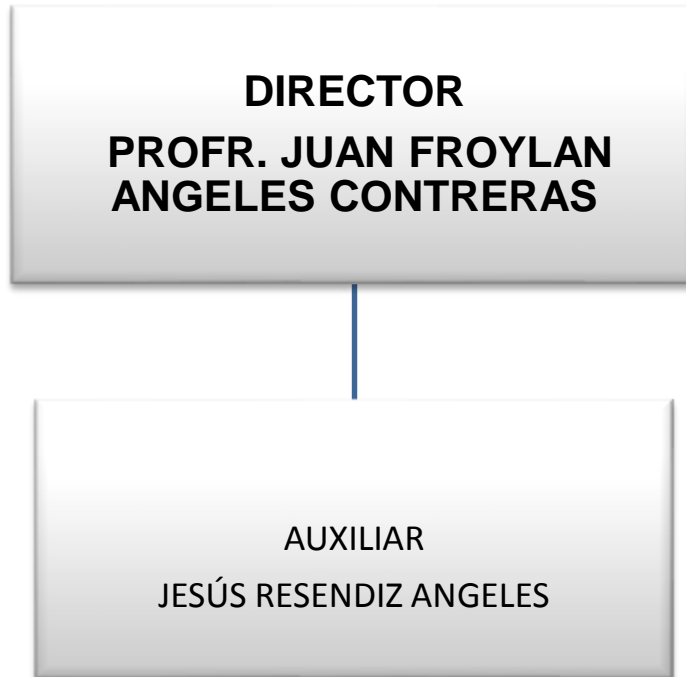 DIRECTOR
PROFR. JUAN FROYLAN
ANGELES CONTRERAS
AUXILIAR
JESÚS RESENDIZ ANGELES